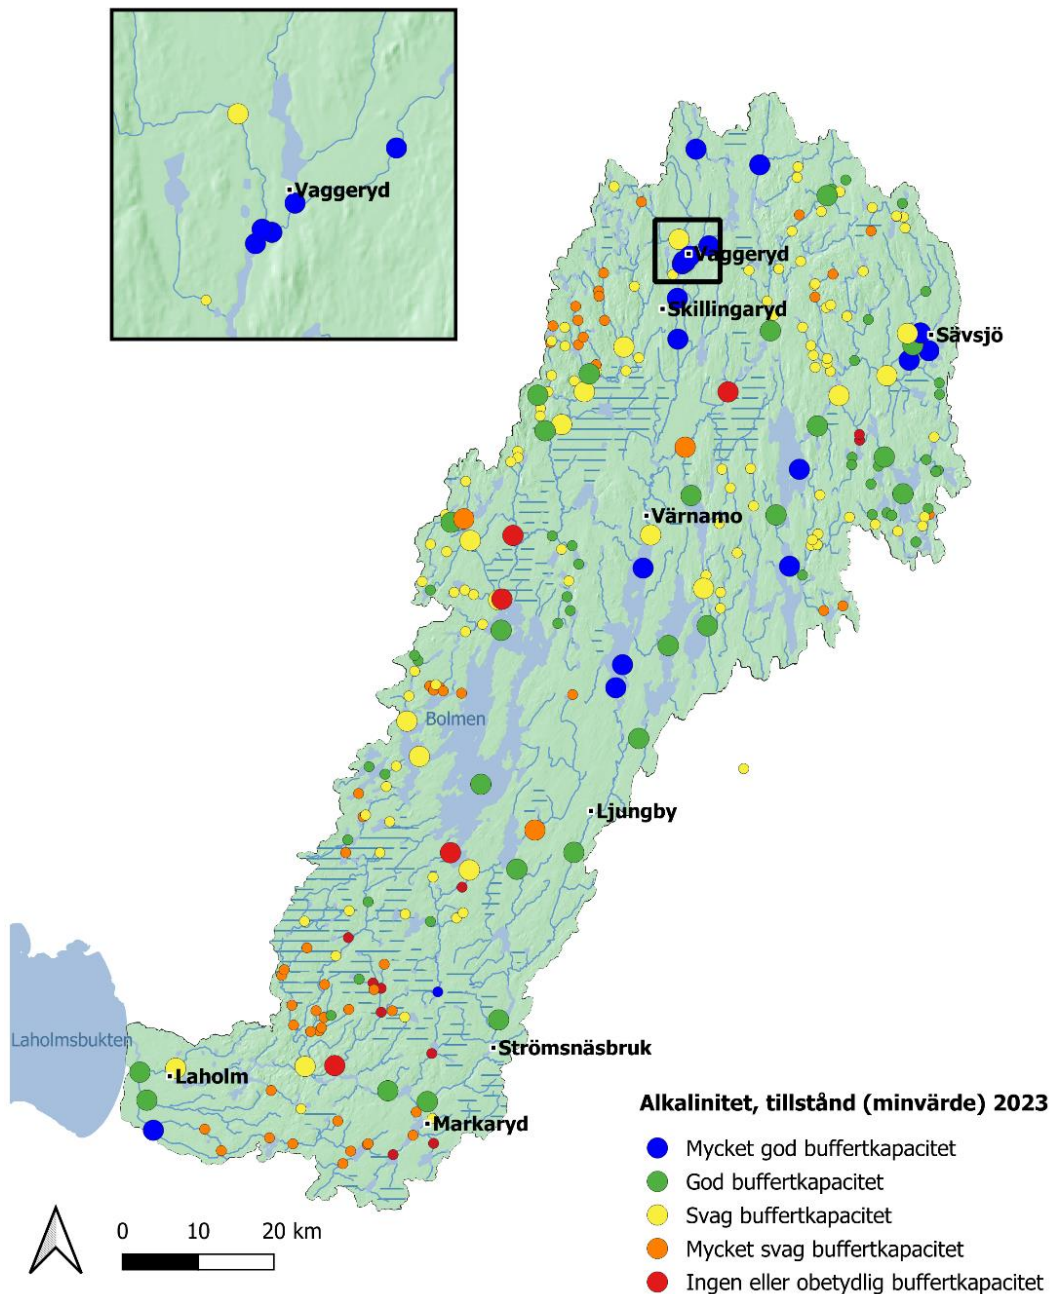 Vaggeryd
Vaggeryd
Skillingaryd
Sävsjö
Värnamo
Bolmen
Ljungby
Laholmsbukten
Strömsnäsbruk
Laholm
Markaryd
Alkalinitet, tillstånd (minvärde) 2023
Mycket god buffertkapacitet
God buffertkapacitet
Svag buffertkapacitet
Mycket svag buffertkapacitet
Ingen eller obetydlig buffertkapacitet
0 10 20 km